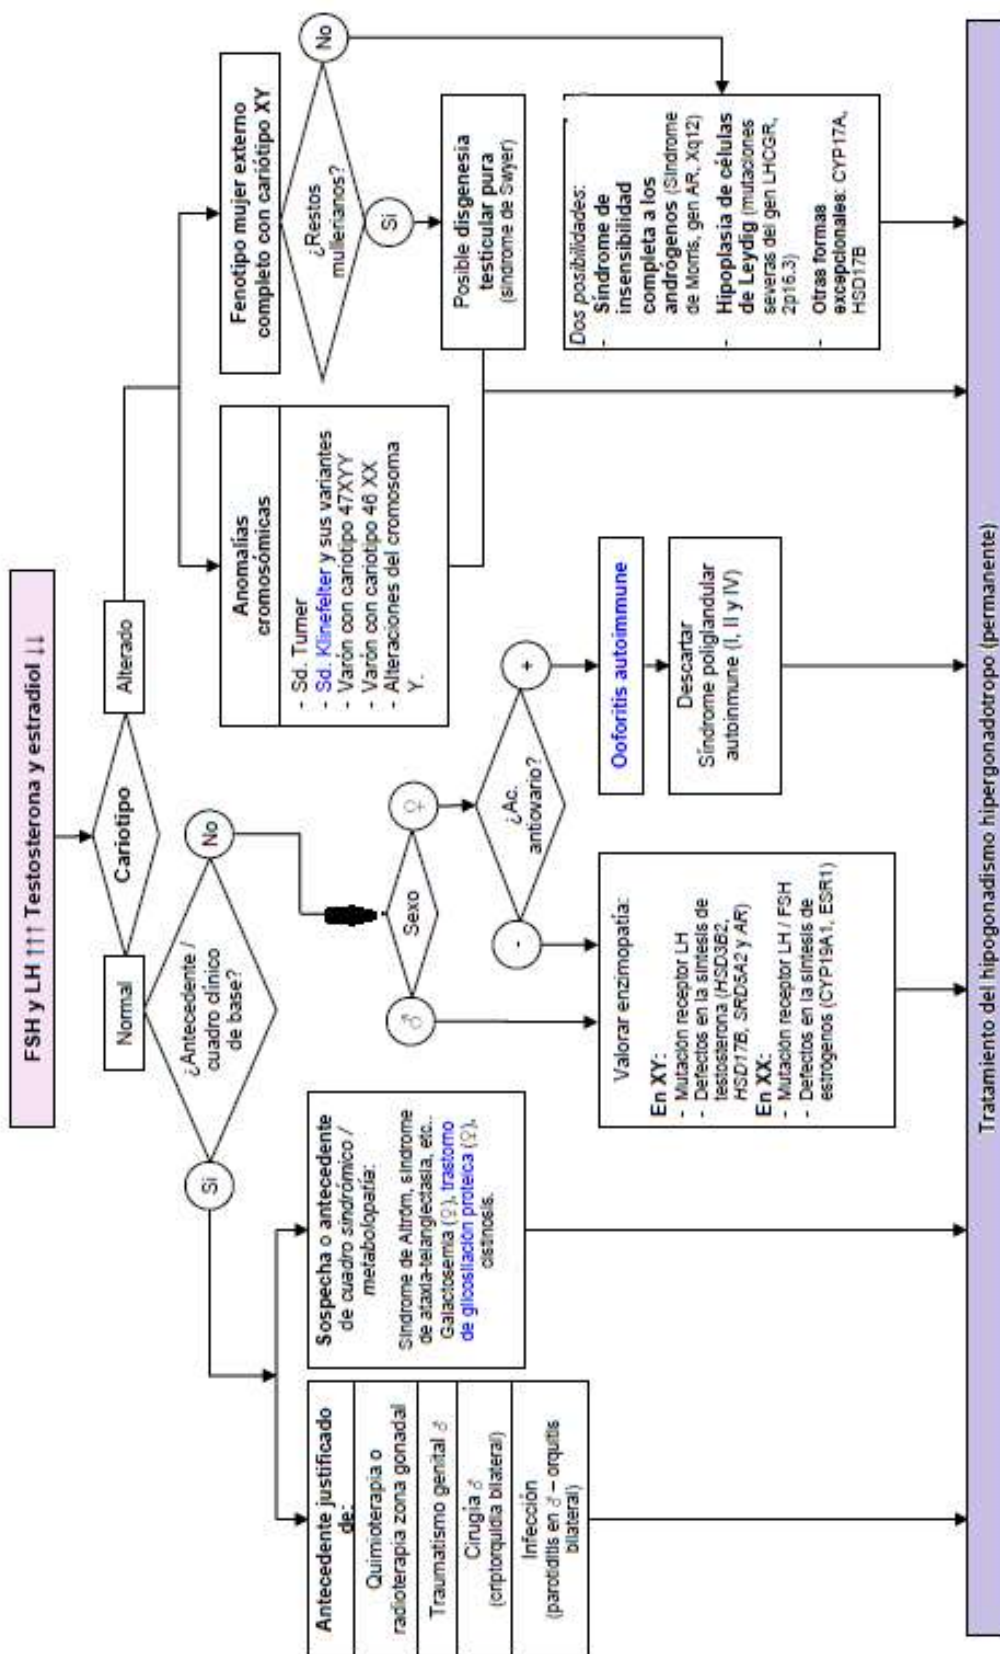 FSH y LH ↑↑↑ Testosterona y estradiol ↓↓
Cariotipo
Normal
Alterado
¿Antecedente /
cuadro clínico
de base?
Si
No
Antecedente justificado
de:
Quimioterapia o
radioterapia zona gonadal
Traumatismo genital ♂
Cirugía ♂
(criptorquidia bilateral)
Infección
(parotiditis en ♂ – orquitis
bilateral)
Sospecha o antecedente
de cuadro sindrómico /
metabolopatía:
Síndrome de Altröm, síndrome
de ataxia-telangiectasia, etc..
Galactosemia (♀), trastorno
de glicosilación proteica (♀),
cistinosis.
Sexo
♂
♀
¿Ac.
antiovario?
-
+
Valorar enzimopatía:
En XY:
- Mutación receptor LH
- Defectos en la síntesis de
testosterona (HSD3B2,
HSD17B, SRD5A2 y AR)
En XX:
- Mutación receptor LH / FSH
- Defectos en la síntesis de
estrógenos (CYP19A1, ESR1)
Ooforitis autoimmune
Descartar
Síndrome poliglandular
autoinmune (I, II y IV)
Anomalías
cromosómicas
- Sd. Turner
- Sd. Klinefelter y sus variantes
- Varón con cariotipo 47XYY
- Varón con cariotipo 46 XX
- Alteraciones del cromosoma
Y.
Fenotipo mujer externo
completo con cariótipo XY
¿Restos
mullerianos?
Si
No
Posible disgenesia
testicular pura
(síndrome de Swyer)
Dos posibilidades:
- Síndrome de
insensibilidad
completa a los
andrógenos (Síndrome
de Morris, gen AR, Xq12)
- Hipoplasia de células
de Leydig (mutaciones
severas del gen LHCGR,
2p16.3)
- Otras formas
excepcionales: CYP17A,
HSD17B
Tratamiento del hipogonadismo hipergonadotropo (permanente)